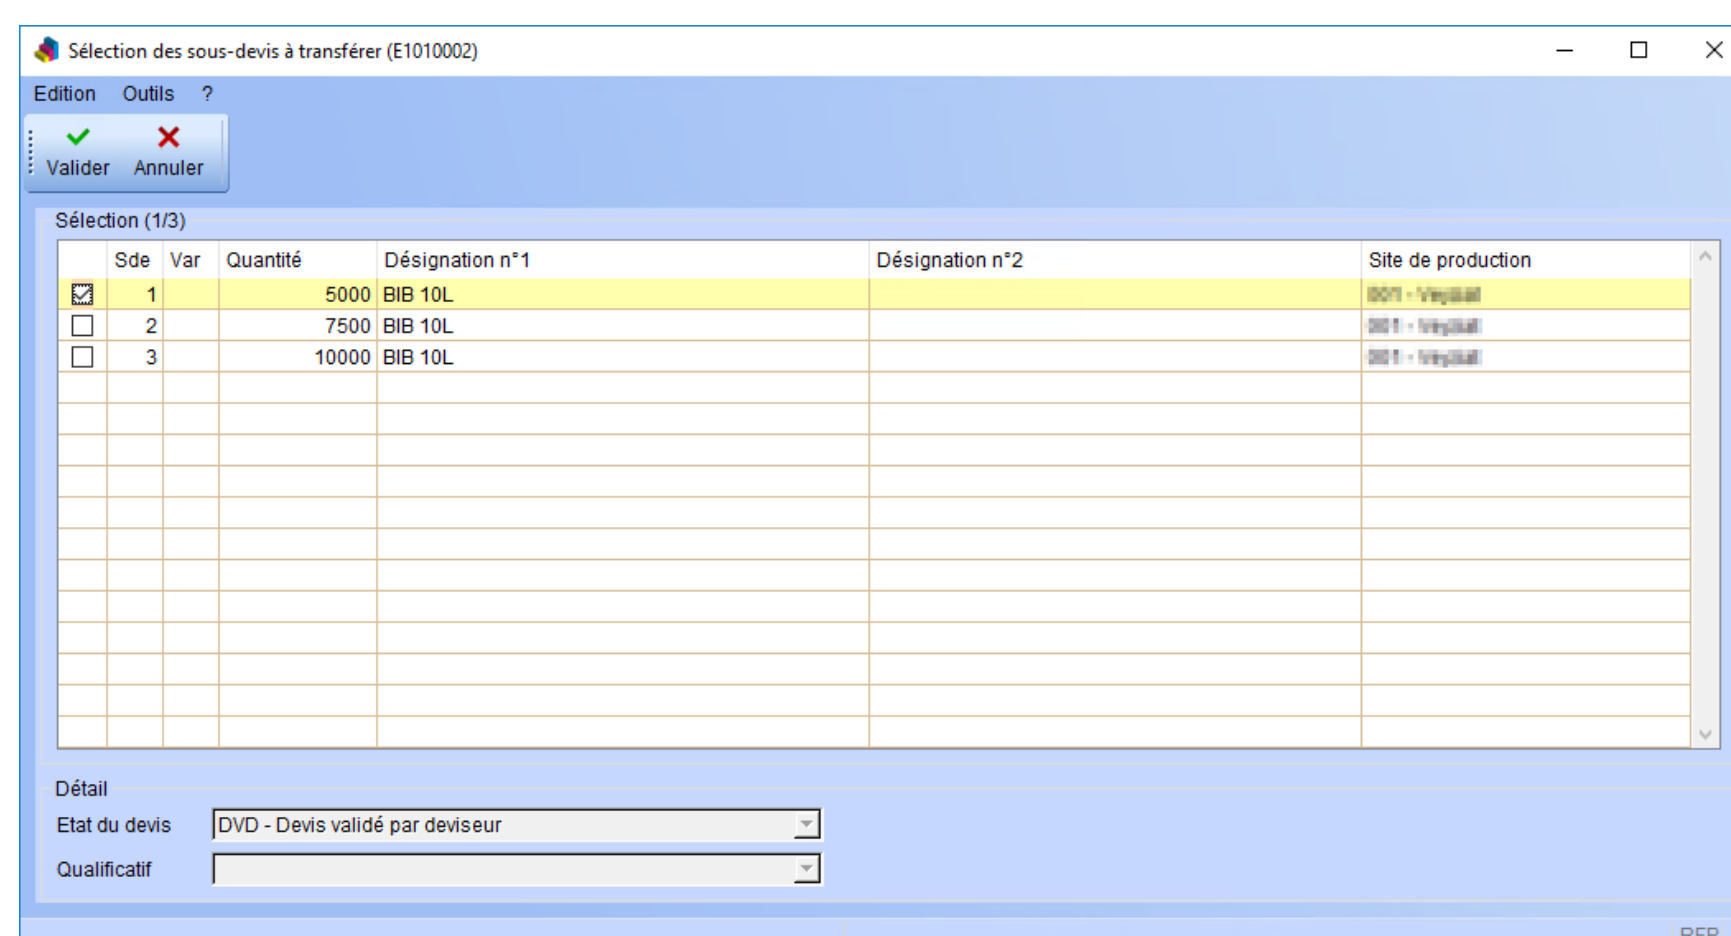 Sélection des sous-devis à transférer (E1010002)
Edition Outils ?
Valider Annuler
Sélection (1/3)
Sde Var Quantité Désignation n°1 Désignation n°2 Site de production
1 5000 BIB 10L
2 7500 BIB 10L
3 10000 BIB 10L
Détail
Etat du devis DVD - Devis validé par deviseur
Qualificatif